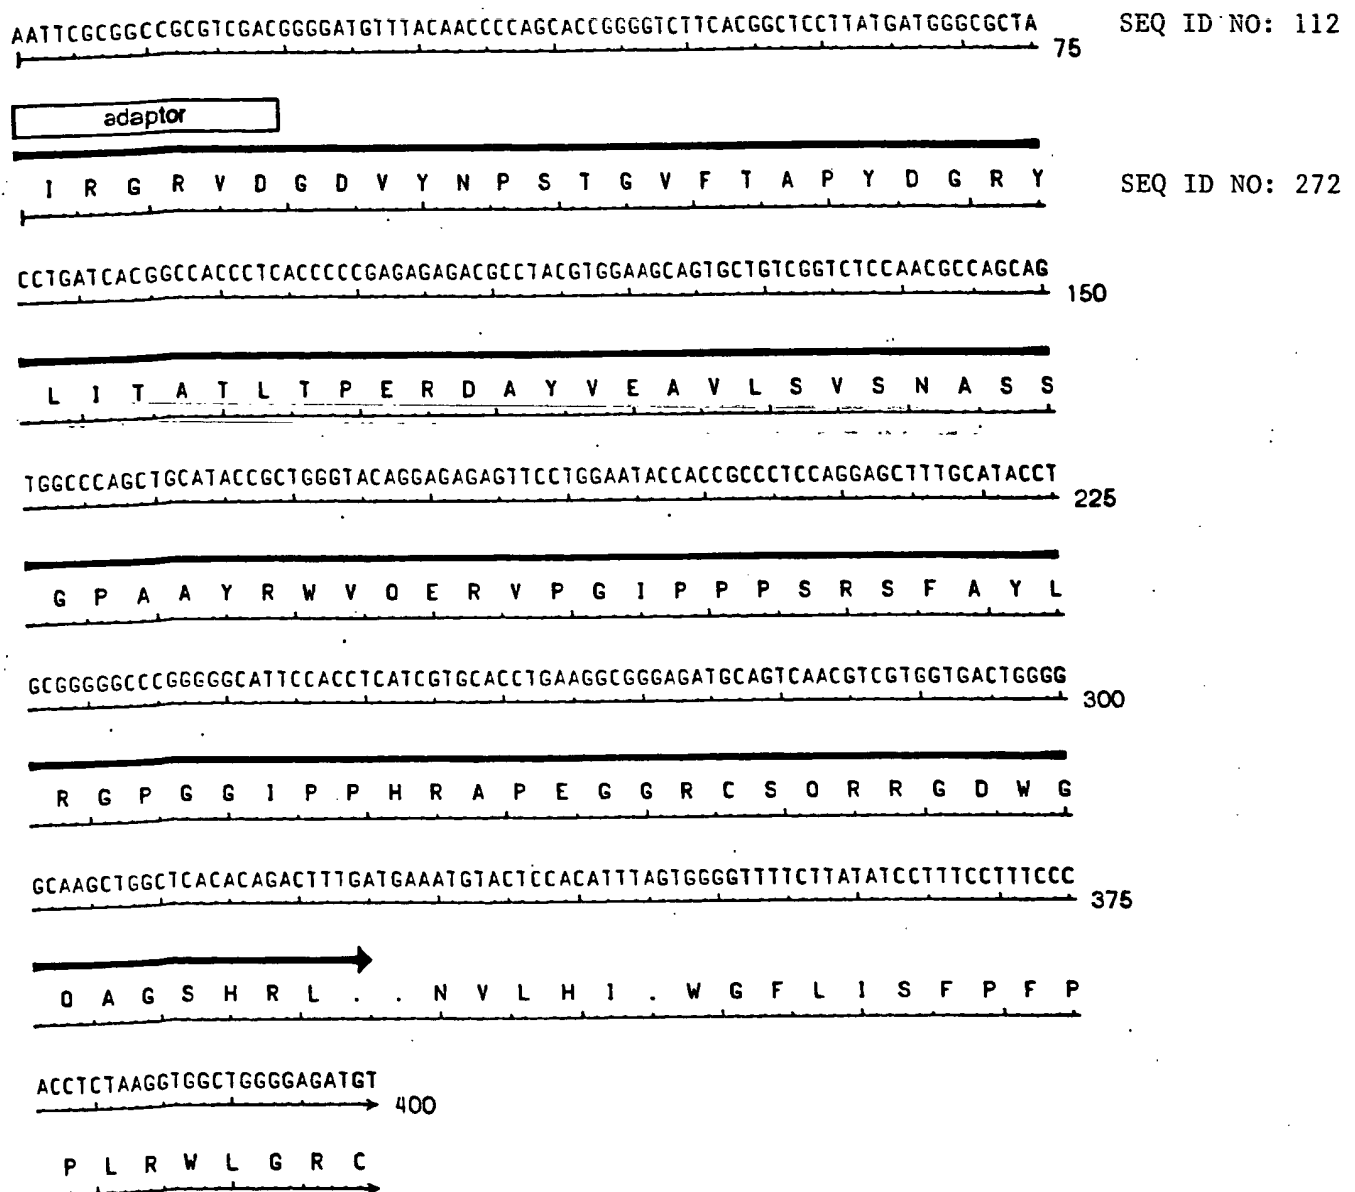 AATTCGCGGCCGCGTCGACGGGGATGTTTACAACCCCAGCACCGGGGTCTTCACGGCTCCTTATGATGGGCGCTA 75 SEQ ID NO: 112
adaptor
I R G R V D G D V Y N P S T G V F T A P Y D G R Y SEQ ID NO: 272
CCTGATCACGGCCACCCTCACCCCCGAGAGAGACGCCTACGTGGAAGCAGTGCTGTCGGTCTCCAACGCCAGCAG 150
L I T A T L T P E R D A Y V E A V L S V S N A S S
TGGCCCAGCTGCATACCGCTGGGTACAGGAGAGAGTTCCTGGAATACCACCGCCCTCCAGGAGCTTTGCATACCT 225
G P A A Y R W V Q E R V P G I P P P S R S F A Y L
GCGGGGGCCCGGGGGCATTCCACCTCATCGTGCACCTGAAGGCGGGAGATGCAGTCAACGTCGTGGTGACTGGGG 300
R G P G G I P P H R A P E G G R C S Q R R G D W G
GCAAGCTGGCTCACACAGACTTTGATGAAATGTACTCCACATTTAGTGGGGTTTTCTTATATCCTTTCCTTTCCC 375
Q A G S H R L . . N V L H I . W G F L I S F P F P
ACCTCTAAGGTGGCTGGGGAGATGT 400
P L R W L G R C